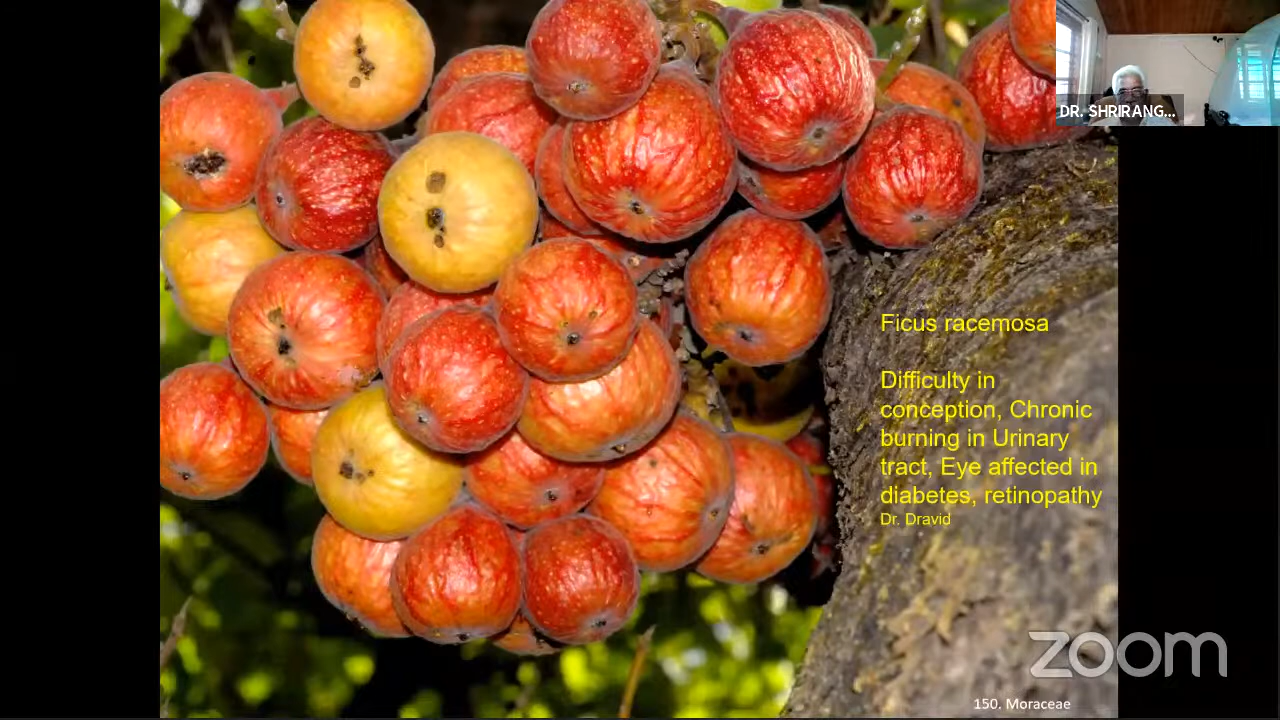 DR. SHRIRANG...
Ficus racemosa
Difficulty in
conception, Chronic
burning in Urinary
tract, Eye affected in
diabetes, retinopathy
Dr. Dravid
zoom
150. Moraceae